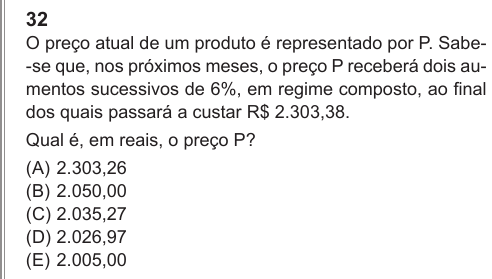 32
O preço atual de um produto é representado por P. Sabe-
-se que, nos próximos meses, o preço P receberá dois au-
mentos sucessivos de 6%, em regime composto, ao final
dos quais passará a custar R$ 2.303,38.
Qual é, em reais, o preço P?
(A) 2.303,26
(B) 2.050,00
(C) 2.035,27
(D) 2.026,97
(E) 2.005,00